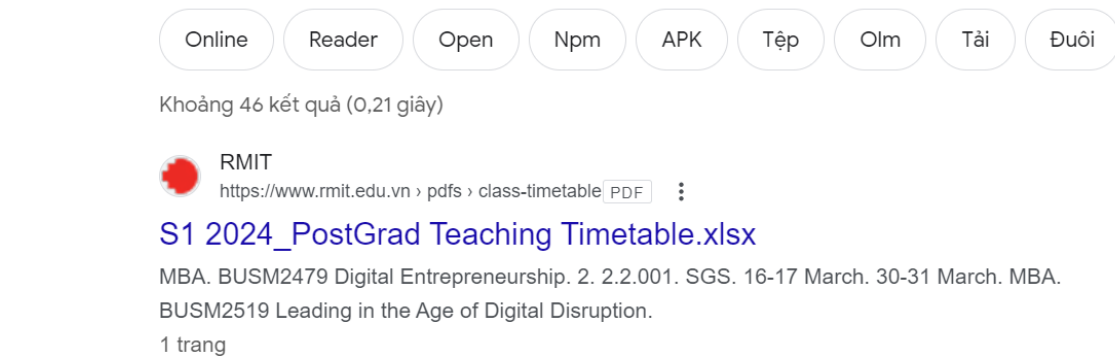 Online Reader Open Npm APK Tệp Olm Tải Đuôi
Khoảng 46 kết quả (0,21 giây)
RMIT
https://www.rmit.edu.vn › pdfs › class-timetable PDF
S1 2024_PostGrad Teaching Timetable.xlsx
MBA. BUSM2479 Digital Entrepreneurship. 2. 2.2.001. SGS. 16-17 March. 30-31 March. MBA.
BUSM2519 Leading in the Age of Digital Disruption.
1 trang